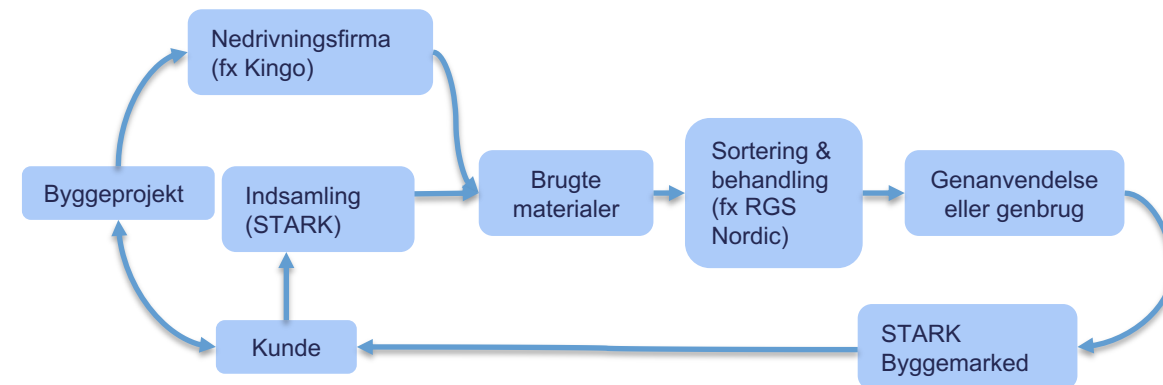 Nedrivningsfirma
(fx Kingo)
Byggeprojekt
Indsamling
(STARK)
Brugte
materialer
Sortering &
behandling
(fx RGS
Nordic)
Genanvendelse
eller genbrug
Kunde
STARK
Byggemarked